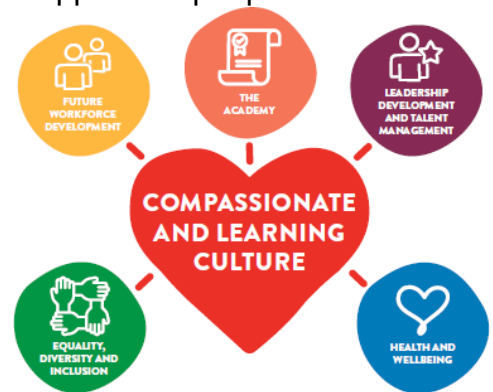 FUTURE
WORKFORCE
DEVELOPMENT
THE
ACADEMY
LEADERSHIP
DEVELOPMENT
AND TALENT
MANAGEMENT
COMPASSIONATE
AND LEARNING
CULTURE
EQUALITY,
DIVERSITY AND
INCLUSION
HEALTH AND
WELLBEING